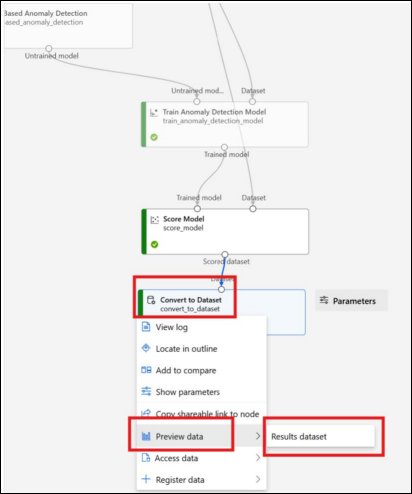 Based Anomaly Detection
ased_anomaly_detection
Untrained model
Untrained mod... Dataset
Train Anomaly Detection Model
train_anomaly_detection_model
Trained model
Trained model Dataset
Score Model
score_model
Scored dataset
Dataset
Convert to Dataset
convert_to_dataset
Parameters
View log
Locate in outline
Add to compare
Show parameters
Copy shareable link to node
Preview data
Results dataset
Access data
Register data